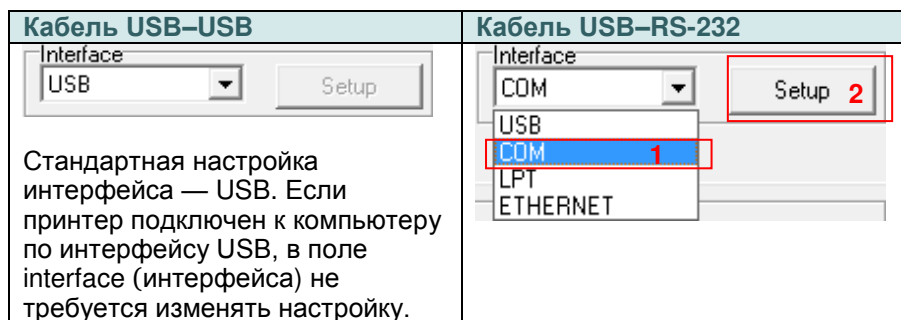 Кабель USB–USB
Interface
USB
Setup
Стандартная настройка
интерфейса — USB. Если
принтер подключен к компьютеру
по интерфейсу USB, в поле
interface (интерфейса) не
требуется изменять настройку.
Кабель USB–RS-232
Interface
COM
Setup 2
USB
COM 1
LPT
ETHERNET